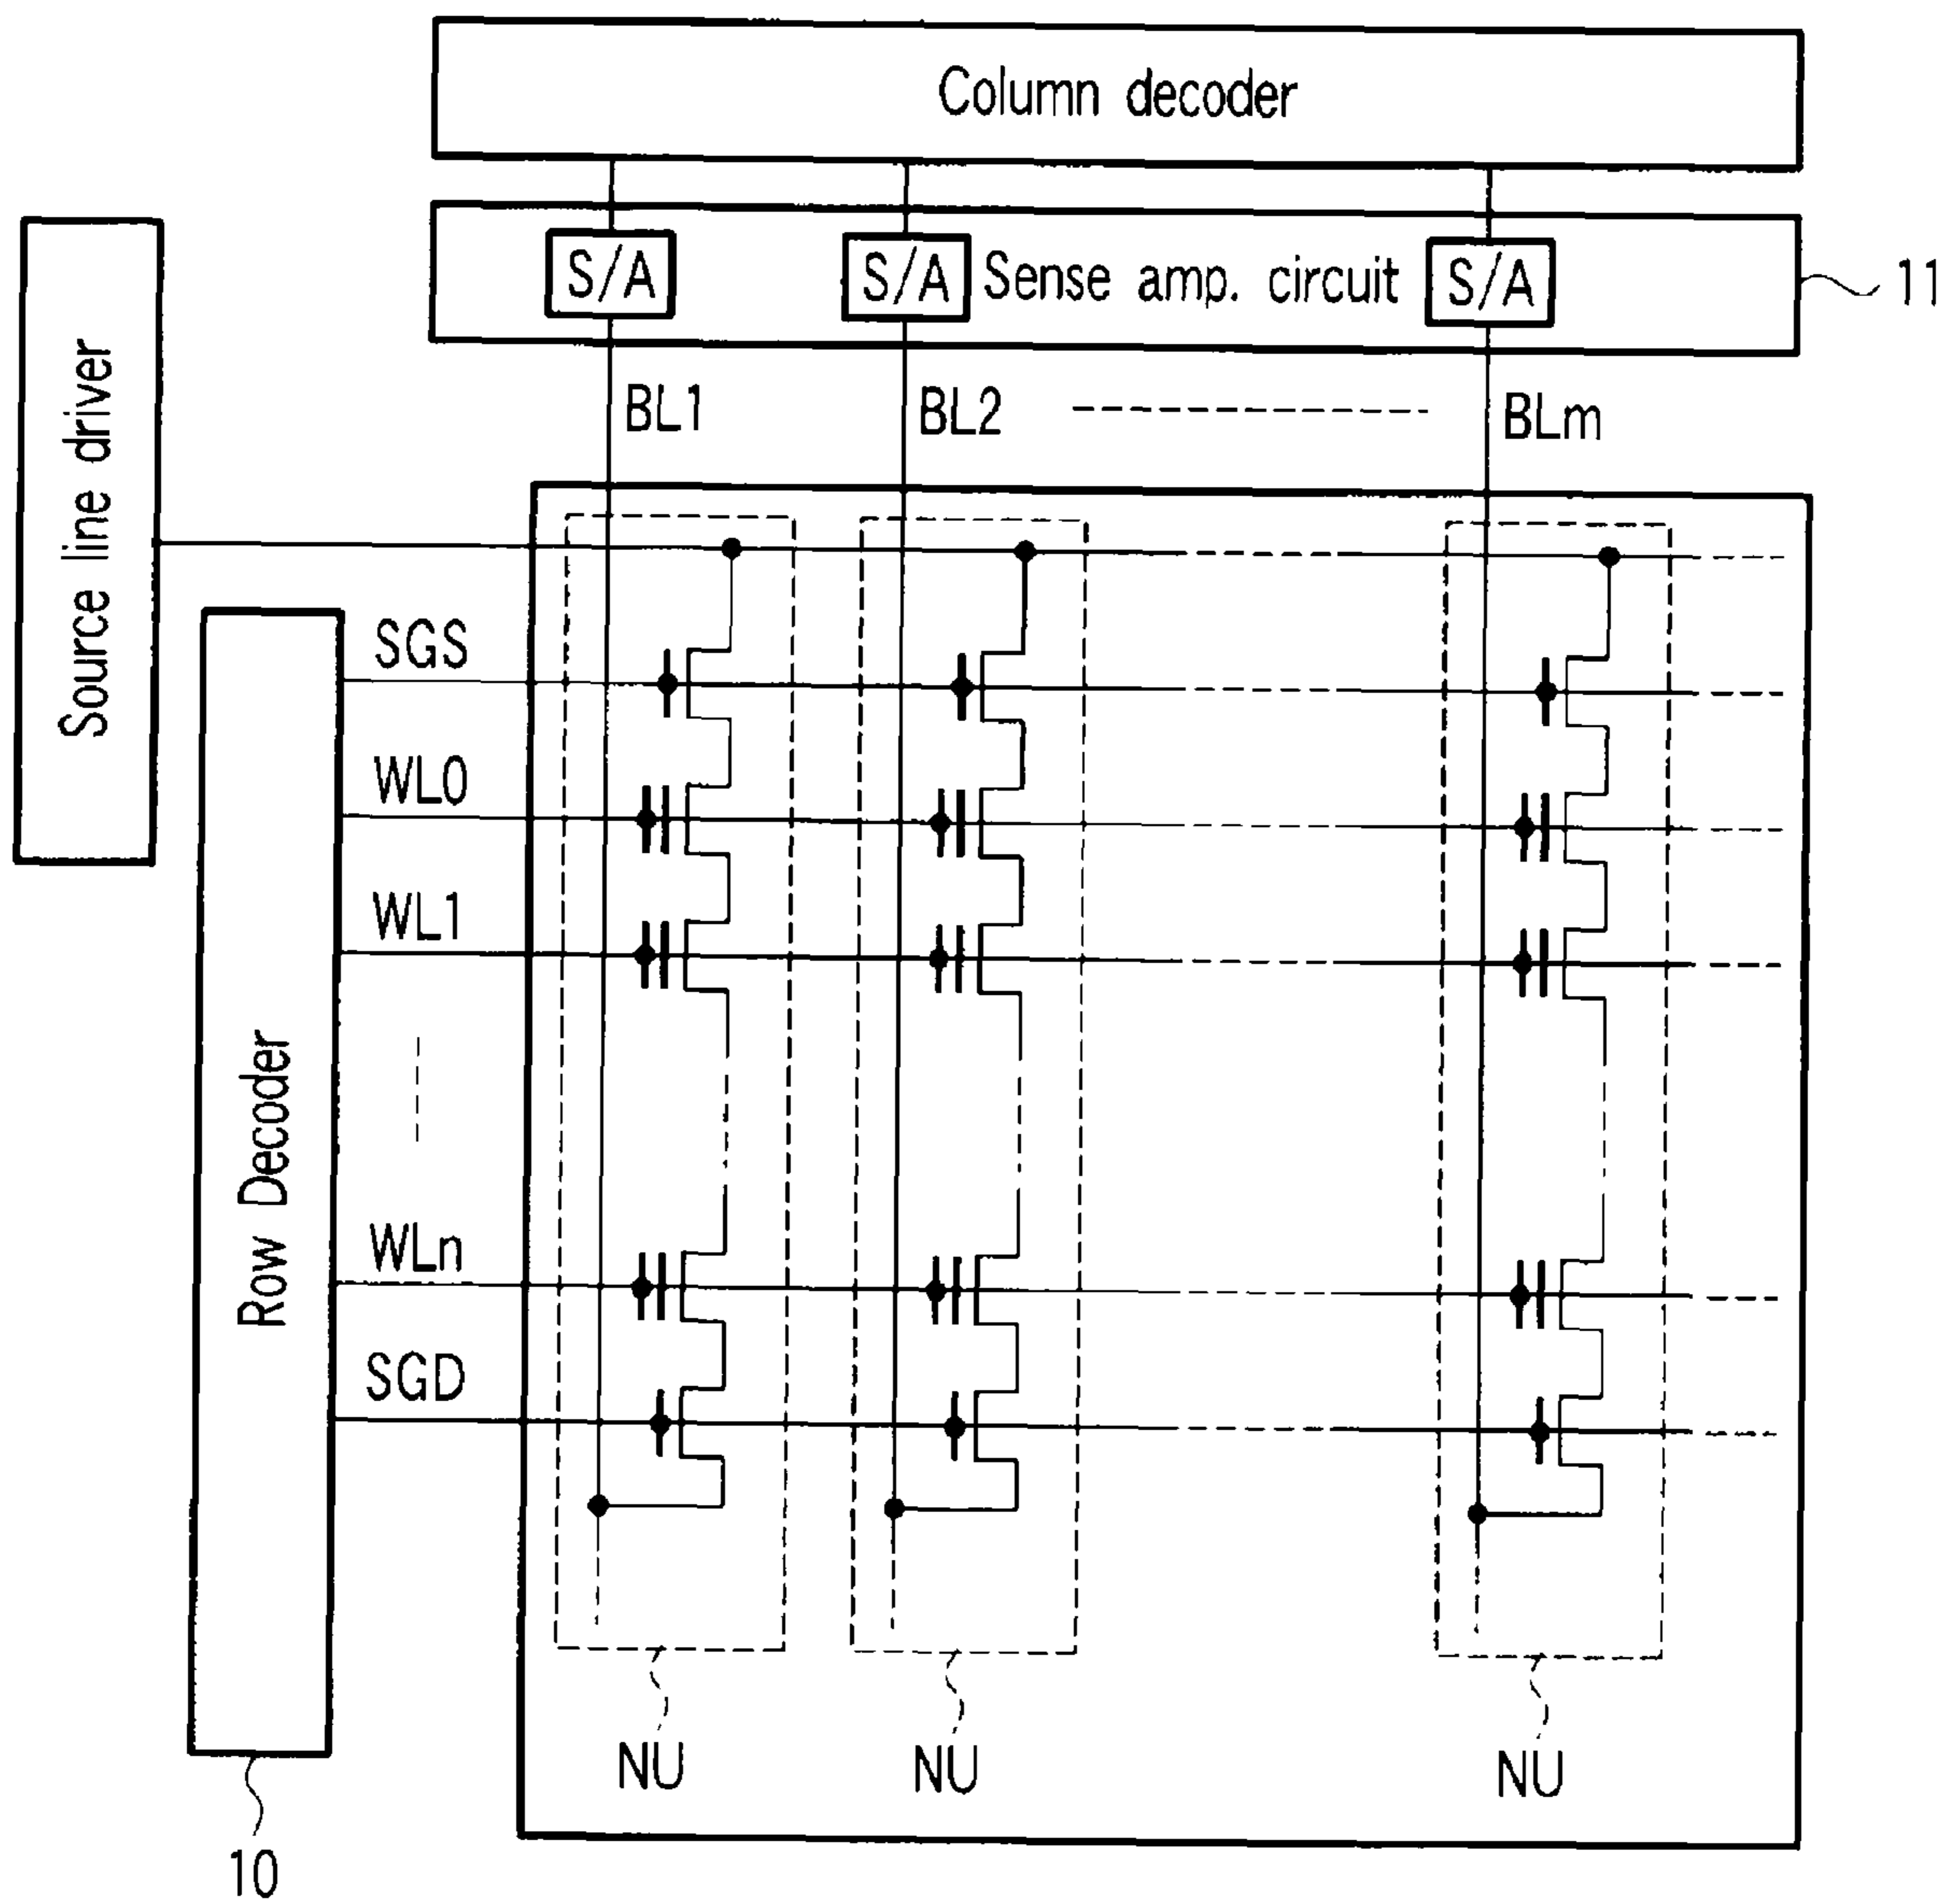 Column decoder
S/A
S/A
Sense amp. circuit
S/A
11
BL1
BL2
BLm
Source line driver
SGS
WL0
WL1
Row Decoder
WLn
SGD
NU
NU
NU
10